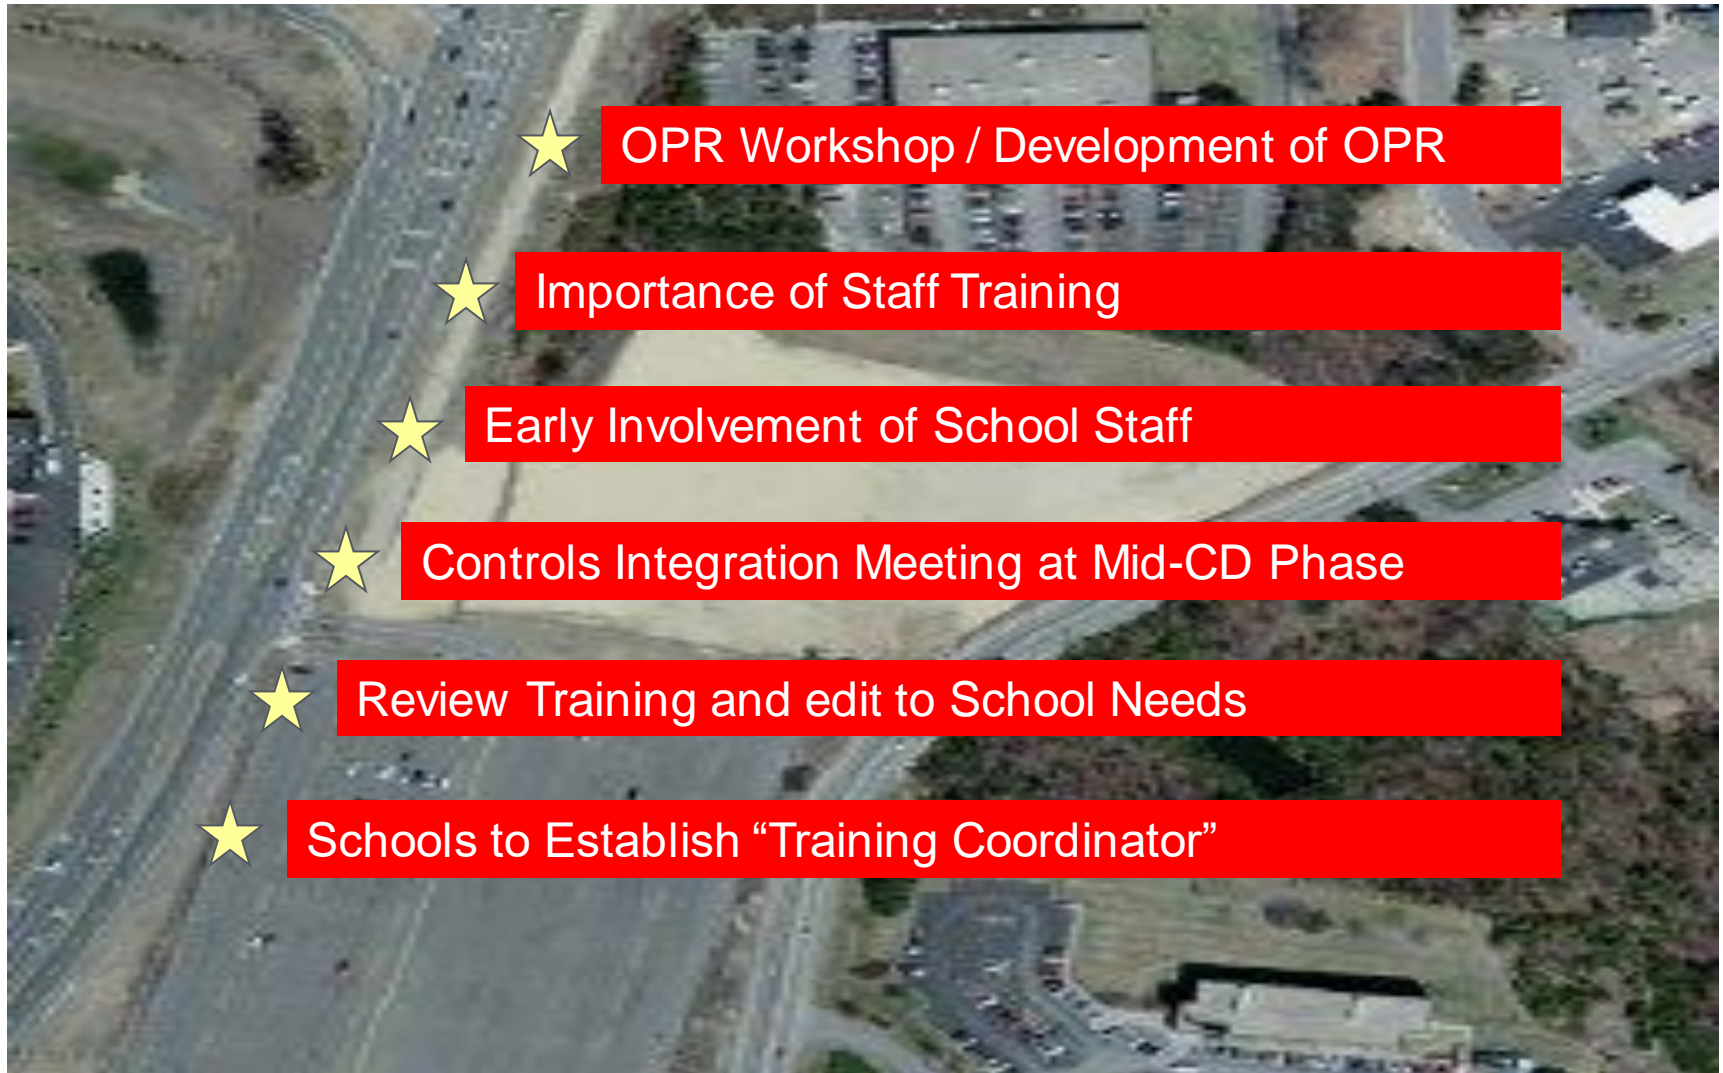 OPR Workshop / Development of OPR
Importance of Staff Training
Early Involvement of School Staff
Controls Integration Meeting at Mid-CD Phase
Review Training and edit to School Needs
Schools to Establish “Training Coordinator”